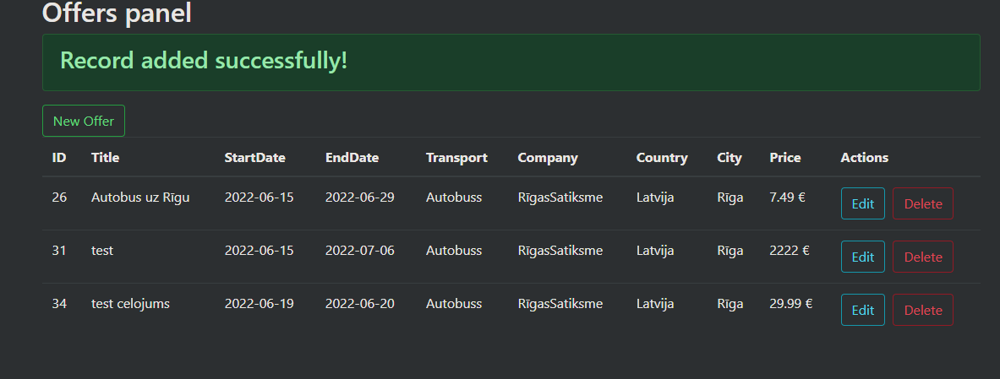 Offers panel
Record added successfully!
New Offer
ID Title StartDate EndDate Transport Company Country City Price Actions
26 Autobus uz Rīgu 2022-06-15 2022-06-29 Autobuss RīgasSatiksme Latvija Rīga 7.49 € Edit Delete
31 test 2022-06-15 2022-07-06 Autobuss RīgasSatiksme Latvija Rīga 2222 € Edit Delete
34 test celojums 2022-06-19 2022-06-20 Autobuss RīgasSatiksme Latvija Rīga 29.99 € Edit Delete